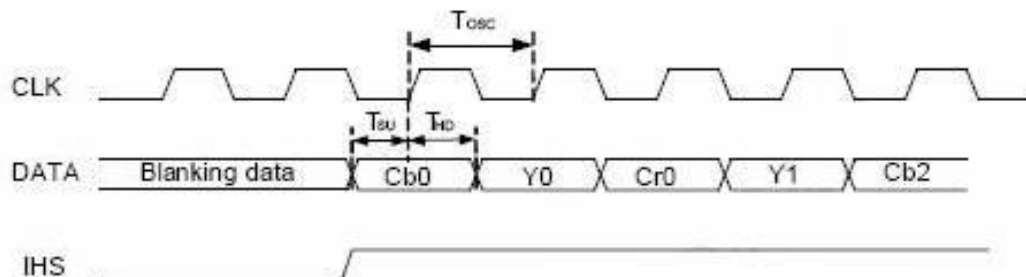 Tosc
CLK
TSU THD
DATA Blanking data Cb0 Y0 Cr0 Y1 Cb2
IHS